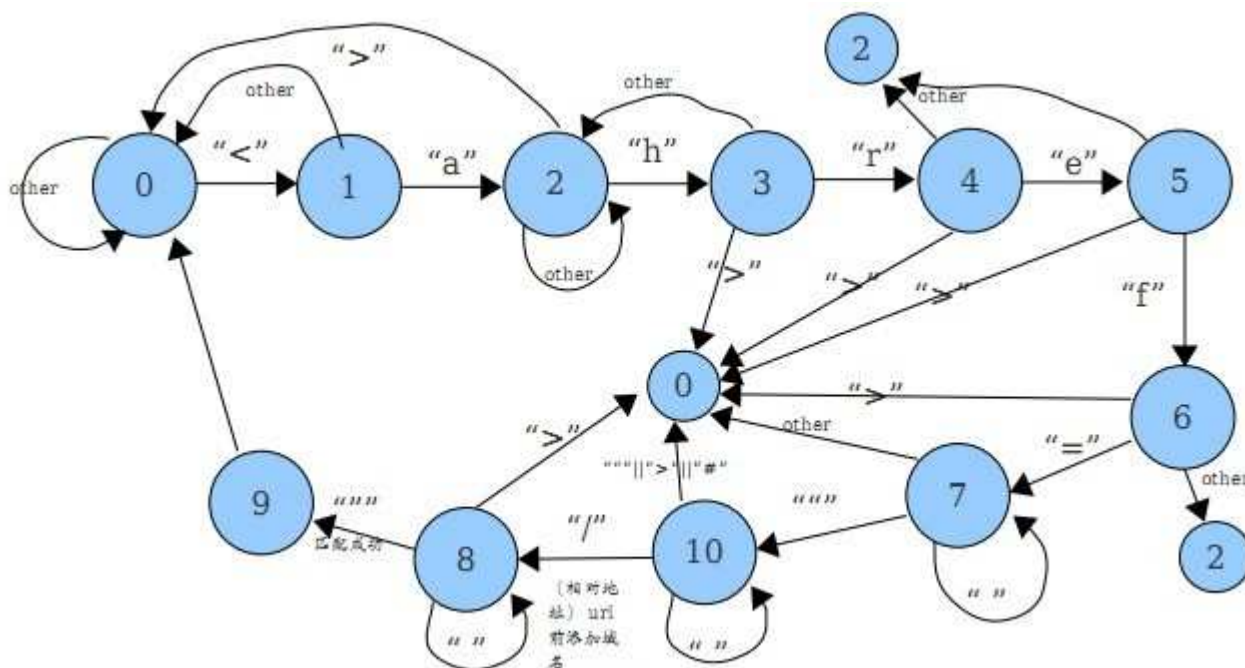 2
“>”
other
other
other
“<”
“a”
“h”
“r”
other
“e”
other
0
1
2
3
4
5
other
“>”
“>”
“>”
“f”
0
“>”
6
“>”
other
“=”
other
"""||">"||"#"
9
“””
匹配成功
8
“/”
10
““”
7
2
“ ”
（相对地
址）url
前添加域
名
“ ”
“ ”